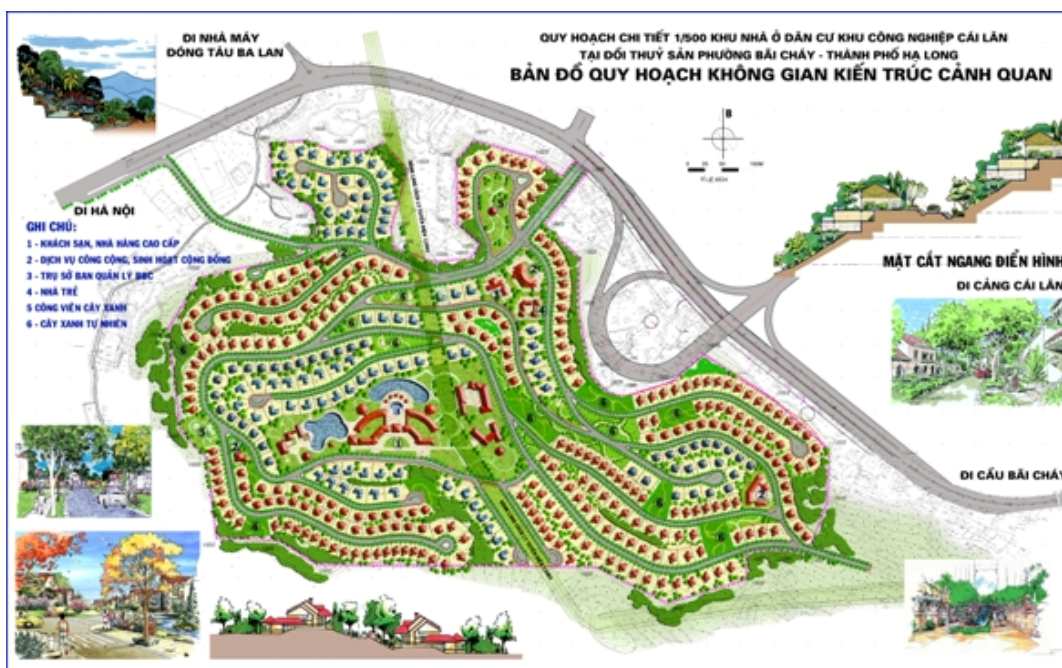 ĐI NHÀ MÁY
ĐÓNG TÀU BA LAN
QUY HOẠCH CHI TIẾT 1/500 KHU NHÀ Ở DÂN CƯ KHU CÔNG NGHIỆP CÁI LÂN
TẠI ĐỒI THUỶ SẢN PHƯỜNG BÃI CHÁY - THÀNH PHỐ HẠ LONG
BẢN ĐỒ QUY HOẠCH KHÔNG GIAN KIẾN TRÚC CẢNH QUAN
B
ĐI HÀ NỘI
GHI CHÚ:
1 - KHÁCH SẠN, NHÀ HÀNG CAO CẤP
2 - DỊCH VỤ CÔNG CỘNG, SINH HOẠT CỘNG ĐỒNG
3 - TRỤ SỞ BAN QUẢN LÝ BBC
4 - NHÀ TRẺ
5 CÔNG VIÊN CÂY XANH
6 - CÂY XANH TỰ NHIÊN
MẶT CẮT NGANG ĐIỂN HÌNH
ĐI CẢNG CÁI LÂN
ĐI CẦU BÃI CHÁY